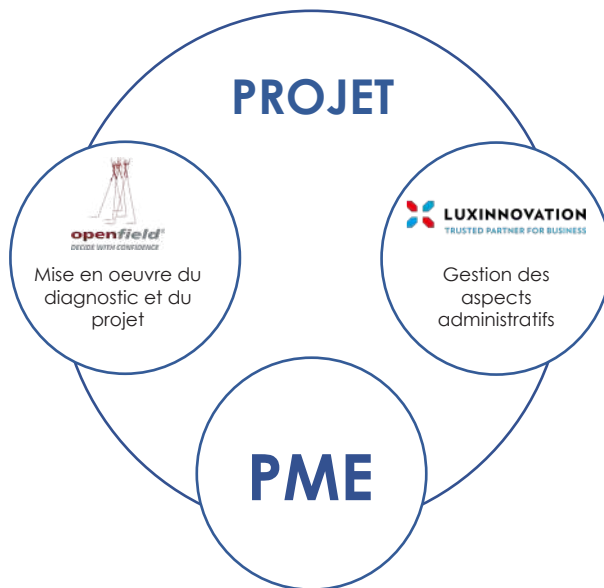 PROJET
openfield®
DECIDE WITH CONFIDENCE
Mise en oeuvre du
diagnostic et du
projet
LUXINNOVATION
TRUSTED PARTNER FOR BUSINESS
Gestion des
aspects
administratifs
PME